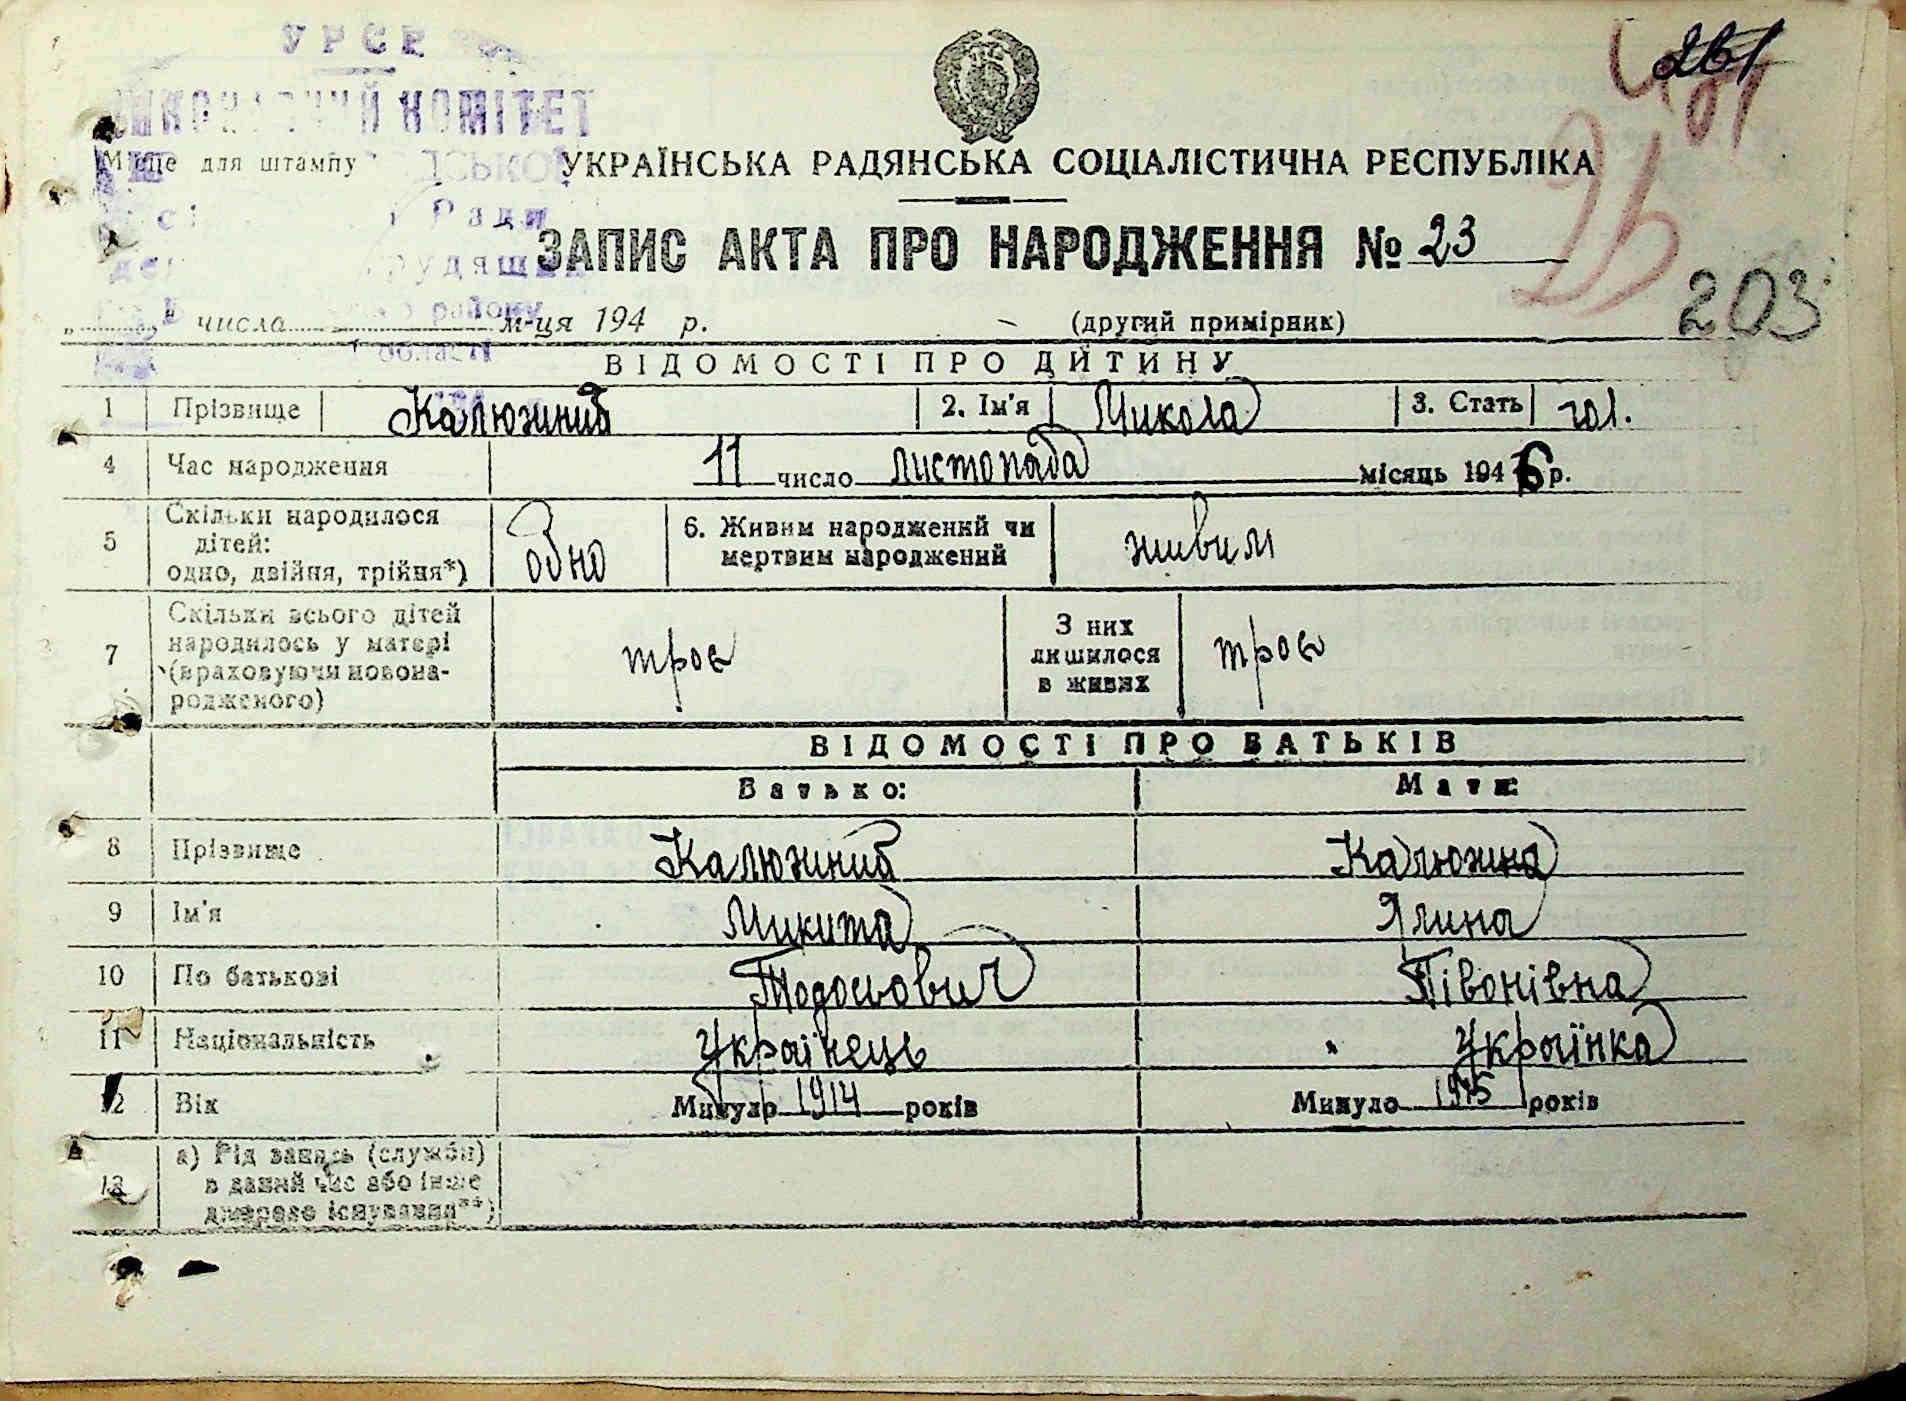 УРСР
261
КОМІТЕТ
Місце для штампу
УКРАЇНСЬКА РАДЯНСЬКА СОЦІАЛІСТИЧНА РЕСПУБЛІКА
Ради
26
ЗАПИС АКТА ПРО НАРОДЖЕННЯ № 23
203
району
„ “ числа м-ця 194 р. (другий примірник)
області
ВІДОМОСТІ ПРО ДИТИНУ
1 Прізвище Калюжний 2. Ім'я Микола 3. Стать чол.
4 Час народження 11 число листопада місяць 1946 р.
5 Скільки народилося дітей: одно, двійня, трійня*) одно 6. Живим народжений чи мертвим народжений живим
7 Скільки всього дітей народилось у матері (враховуючи новонародженого) троє З них лишилося в живих троє
ВІДОМОСТІ ПРО БАТЬКІВ
Батько: Мати:
8 Прізвище Калюжний Калюжна
9 Ім'я Микита Ялина
10 По батькові Тодосьович Півонівна
11 Національність Українець Українка
12 Вік Минуло 1914 років Минуло 1915 років
13 а) Рід занять (служби)
в даний час або інше
джерело існування**)